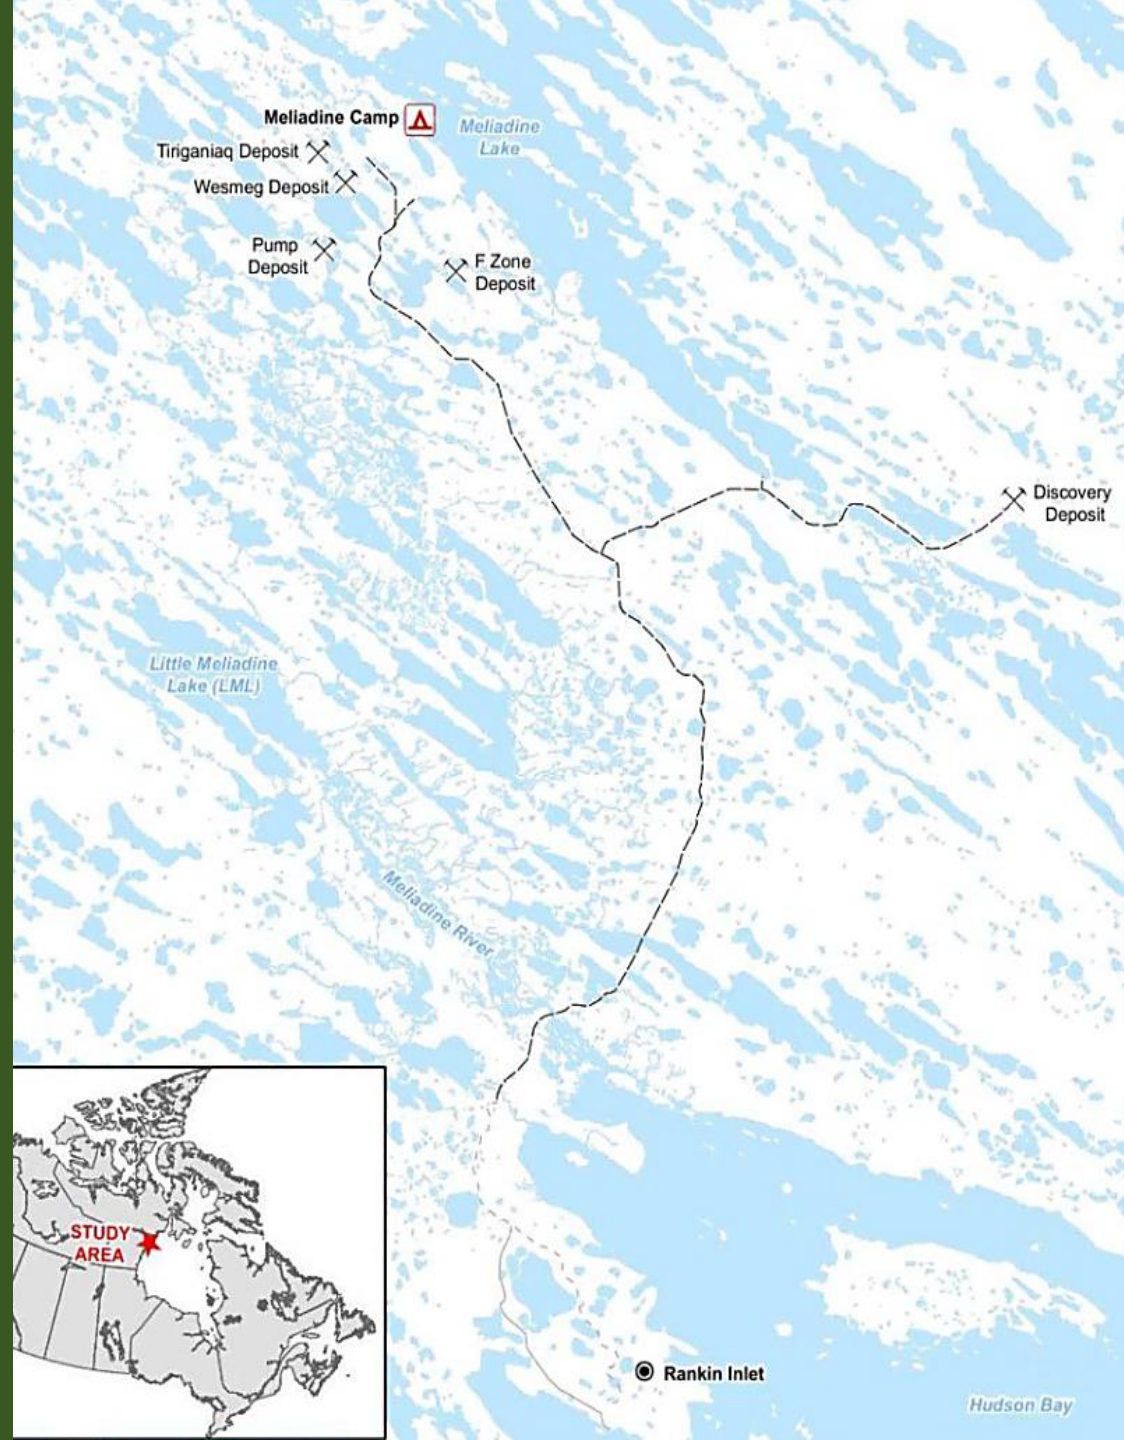 Meliadine Camp
Meliadine
Lake
Tiriganiaq Deposit
Wesmeg Deposit
Pump
Deposit
F Zone
Deposit
Discovery
Deposit
Little Meliadine
Lake (LML)
Meliadine River
STUDY
AREA
Rankin Inlet
Hudson Bay